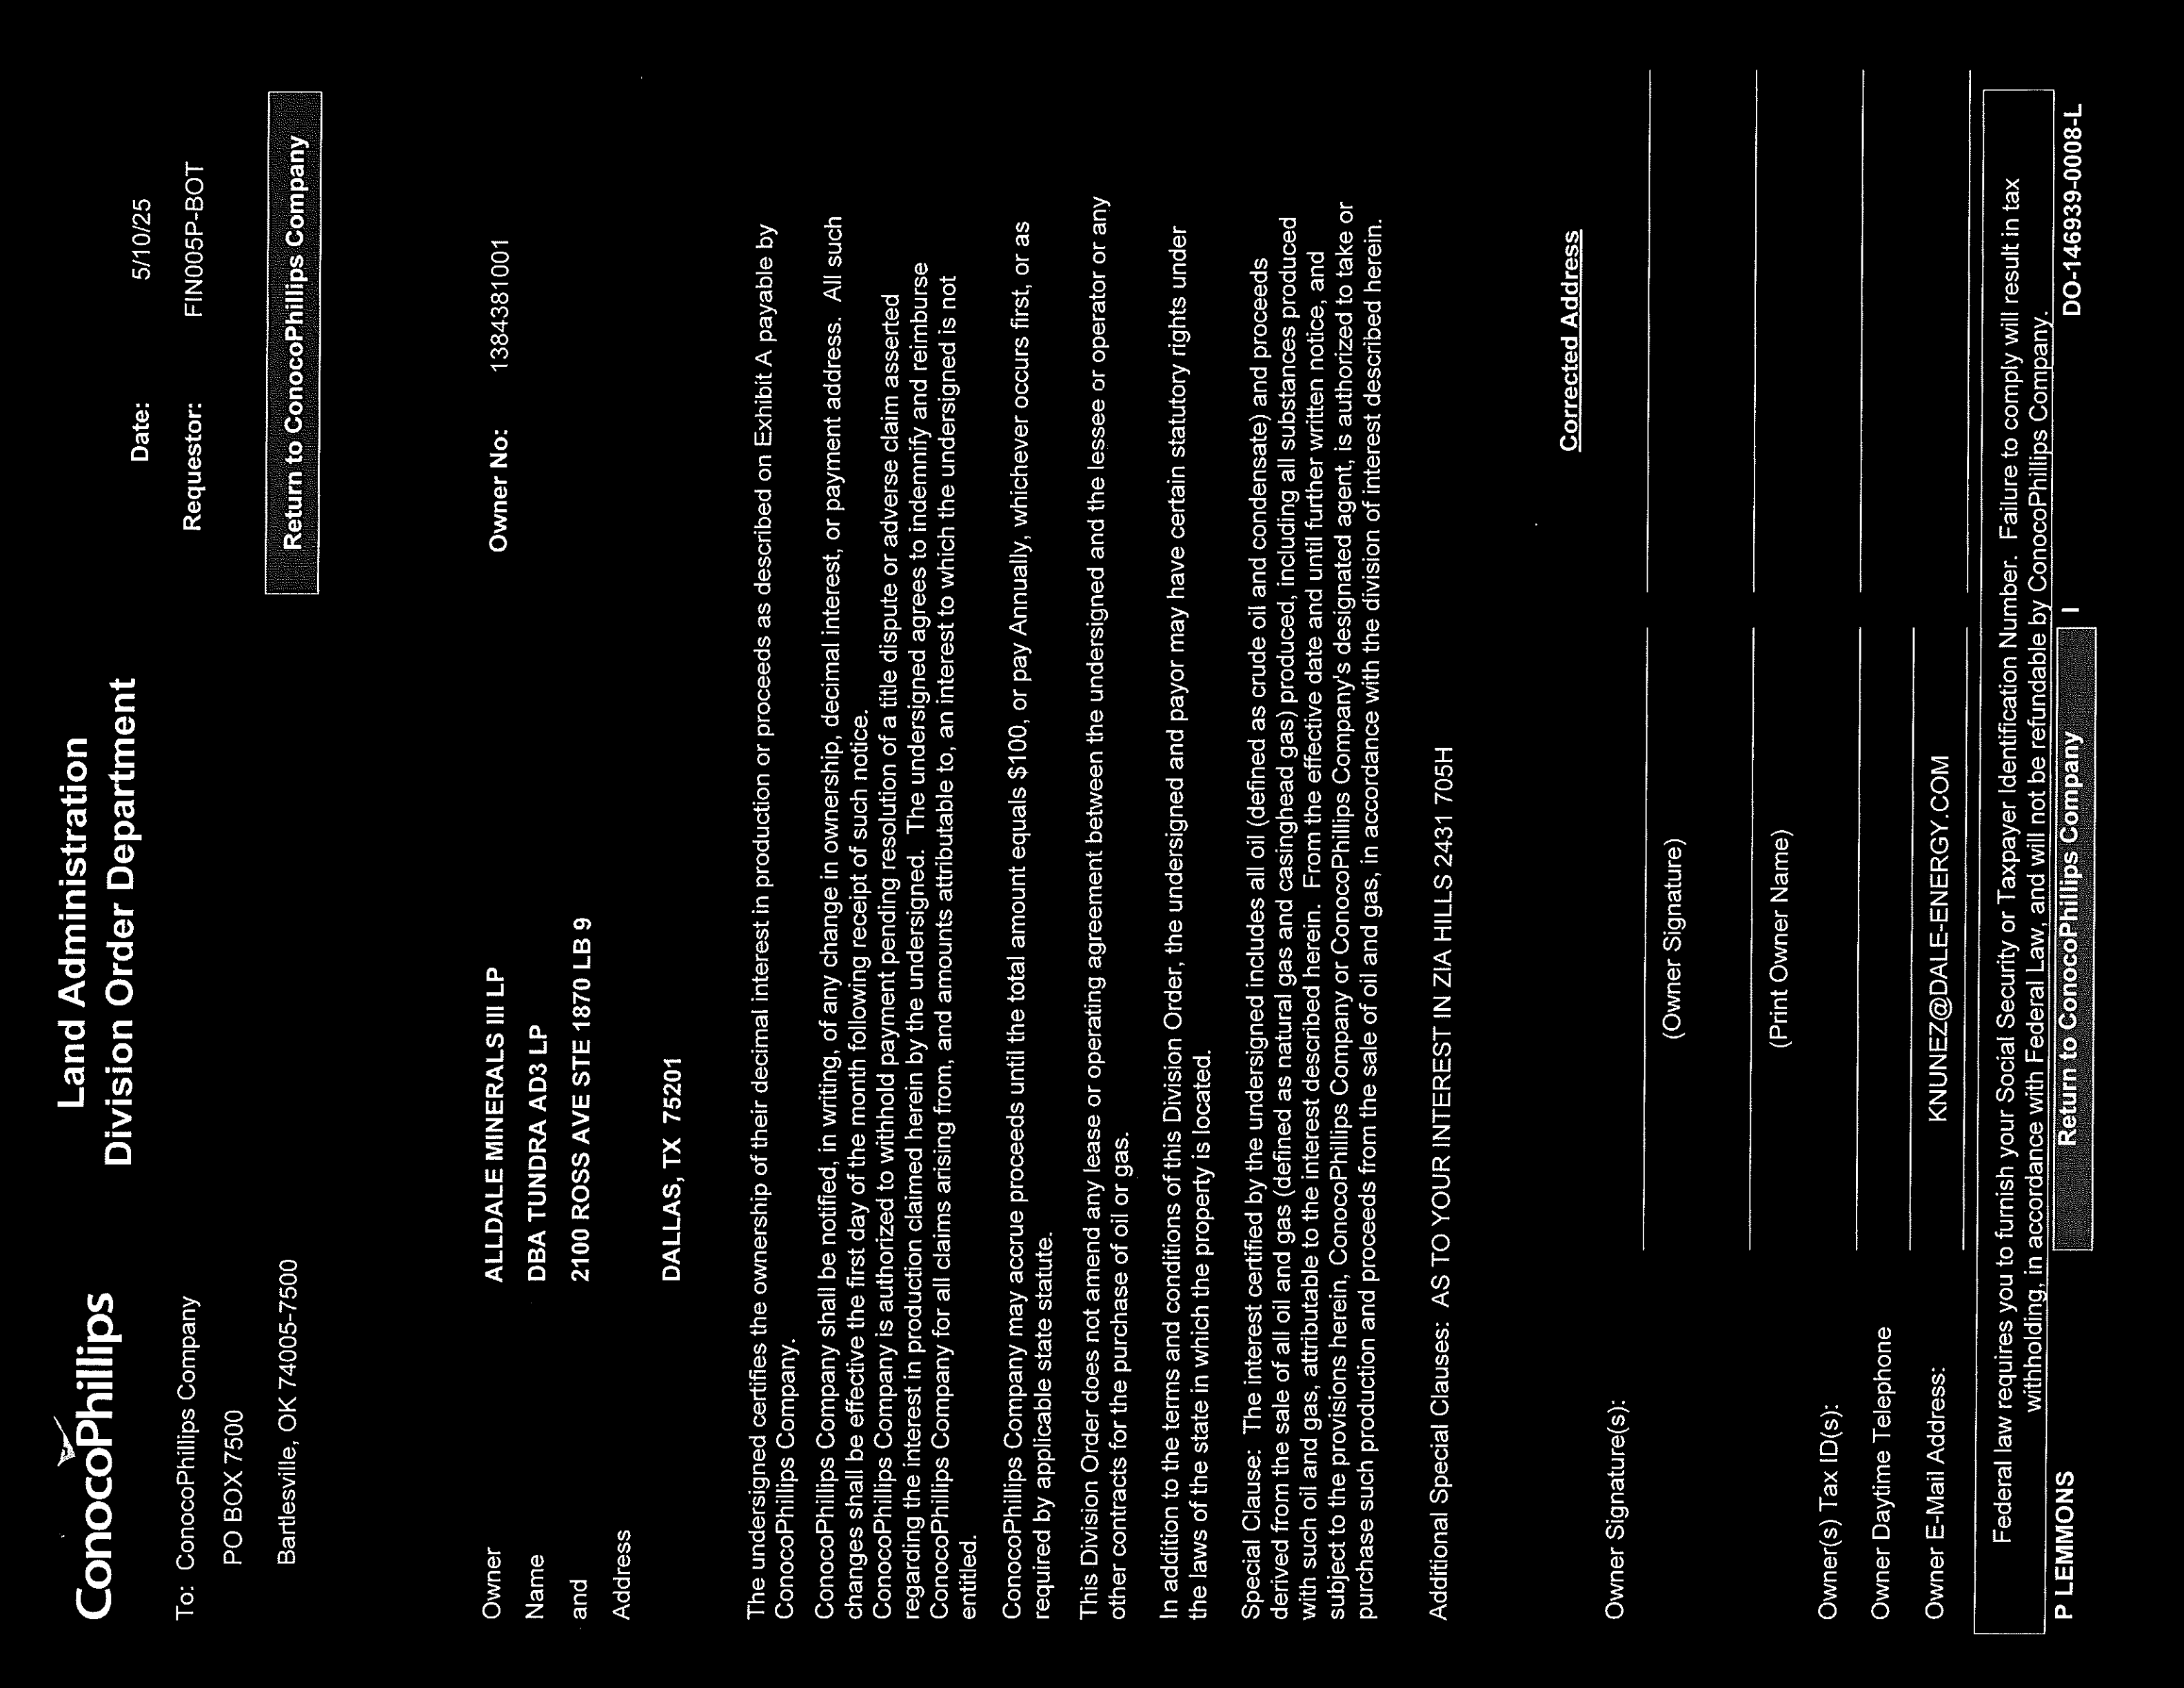 ConocoPhillips
Land Administration
Division Order Department
Date: 5/10/25
Requestor: FIN005P-BOT
To: ConocoPhillips Company
PO BOX 7500
Bartlesville, OK 74005-7500
Return to ConocoPhillips Company
Owner ALLDALE MINERALS III LP Owner No: 138438​1001
Name DBA TUNDRA AD3 LP
and 2100 ROSS AVE STE 1870 LB 9
Address
DALLAS, TX 75201
The undersigned certifies the ownership of their decimal interest in production or proceeds as described on Exhibit A payable by
ConocoPhillips Company.
ConocoPhillips Company shall be notified, in writing, of any change in ownership, decimal interest, or payment address. All such
changes shall be effective the first day of the month following receipt of such notice.
ConocoPhillips Company is authorized to withhold payment pending resolution of a title dispute or adverse claim asserted
regarding the interest in production claimed herein by the undersigned. The undersigned agrees to indemnify and reimburse
ConocoPhillips Company for all claims arising from, and amounts attributable to, an interest to which the undersigned is not
entitled.
ConocoPhillips Company may accrue proceeds until the total amount equals $100, or pay Annually, whichever occurs first, or as
required by applicable state statute.
This Division Order does not amend any lease or operating agreement between the undersigned and the lessee or operator or any
other contracts for the purchase of oil or gas.
In addition to the terms and conditions of this Division Order, the undersigned and payor may have certain statutory rights under
the laws of the state in which the property is located.
Special Clause: The interest certified by the undersigned includes all oil (defined as crude oil and condensate) and proceeds
derived from the sale of all oil and gas (defined as natural gas and casinghead gas) produced, including all substances produced
with such oil and gas, attributable to the interest described herein. From the effective date and until further written notice, and
subject to the provisions herein, ConocoPhillips Company or ConocoPhillips Company's designated agent, is authorized to take or
purchase such production and proceeds from the sale of oil and gas, in accordance with the division of interest described herein.
Additional Special Clauses: AS TO YOUR INTEREST IN ZIA HILLS 2431 705H
Corrected Address
Owner Signature(s):
(Owner Signature)
(Print Owner Name)
Owner(s) Tax ID(s):
Owner Daytime Telephone
Owner E-Mail Address: KNUNEZ@DALE-ENERGY.COM
Federal law requires you to furnish your Social Security or Taxpayer Identification Number. Failure to comply will result in tax
withholding, in accordance with Federal Law, and will not be refundable by ConocoPhillips Company.
P LEMMONS Return to ConocoPhillips Company I DO-146939-0008-L